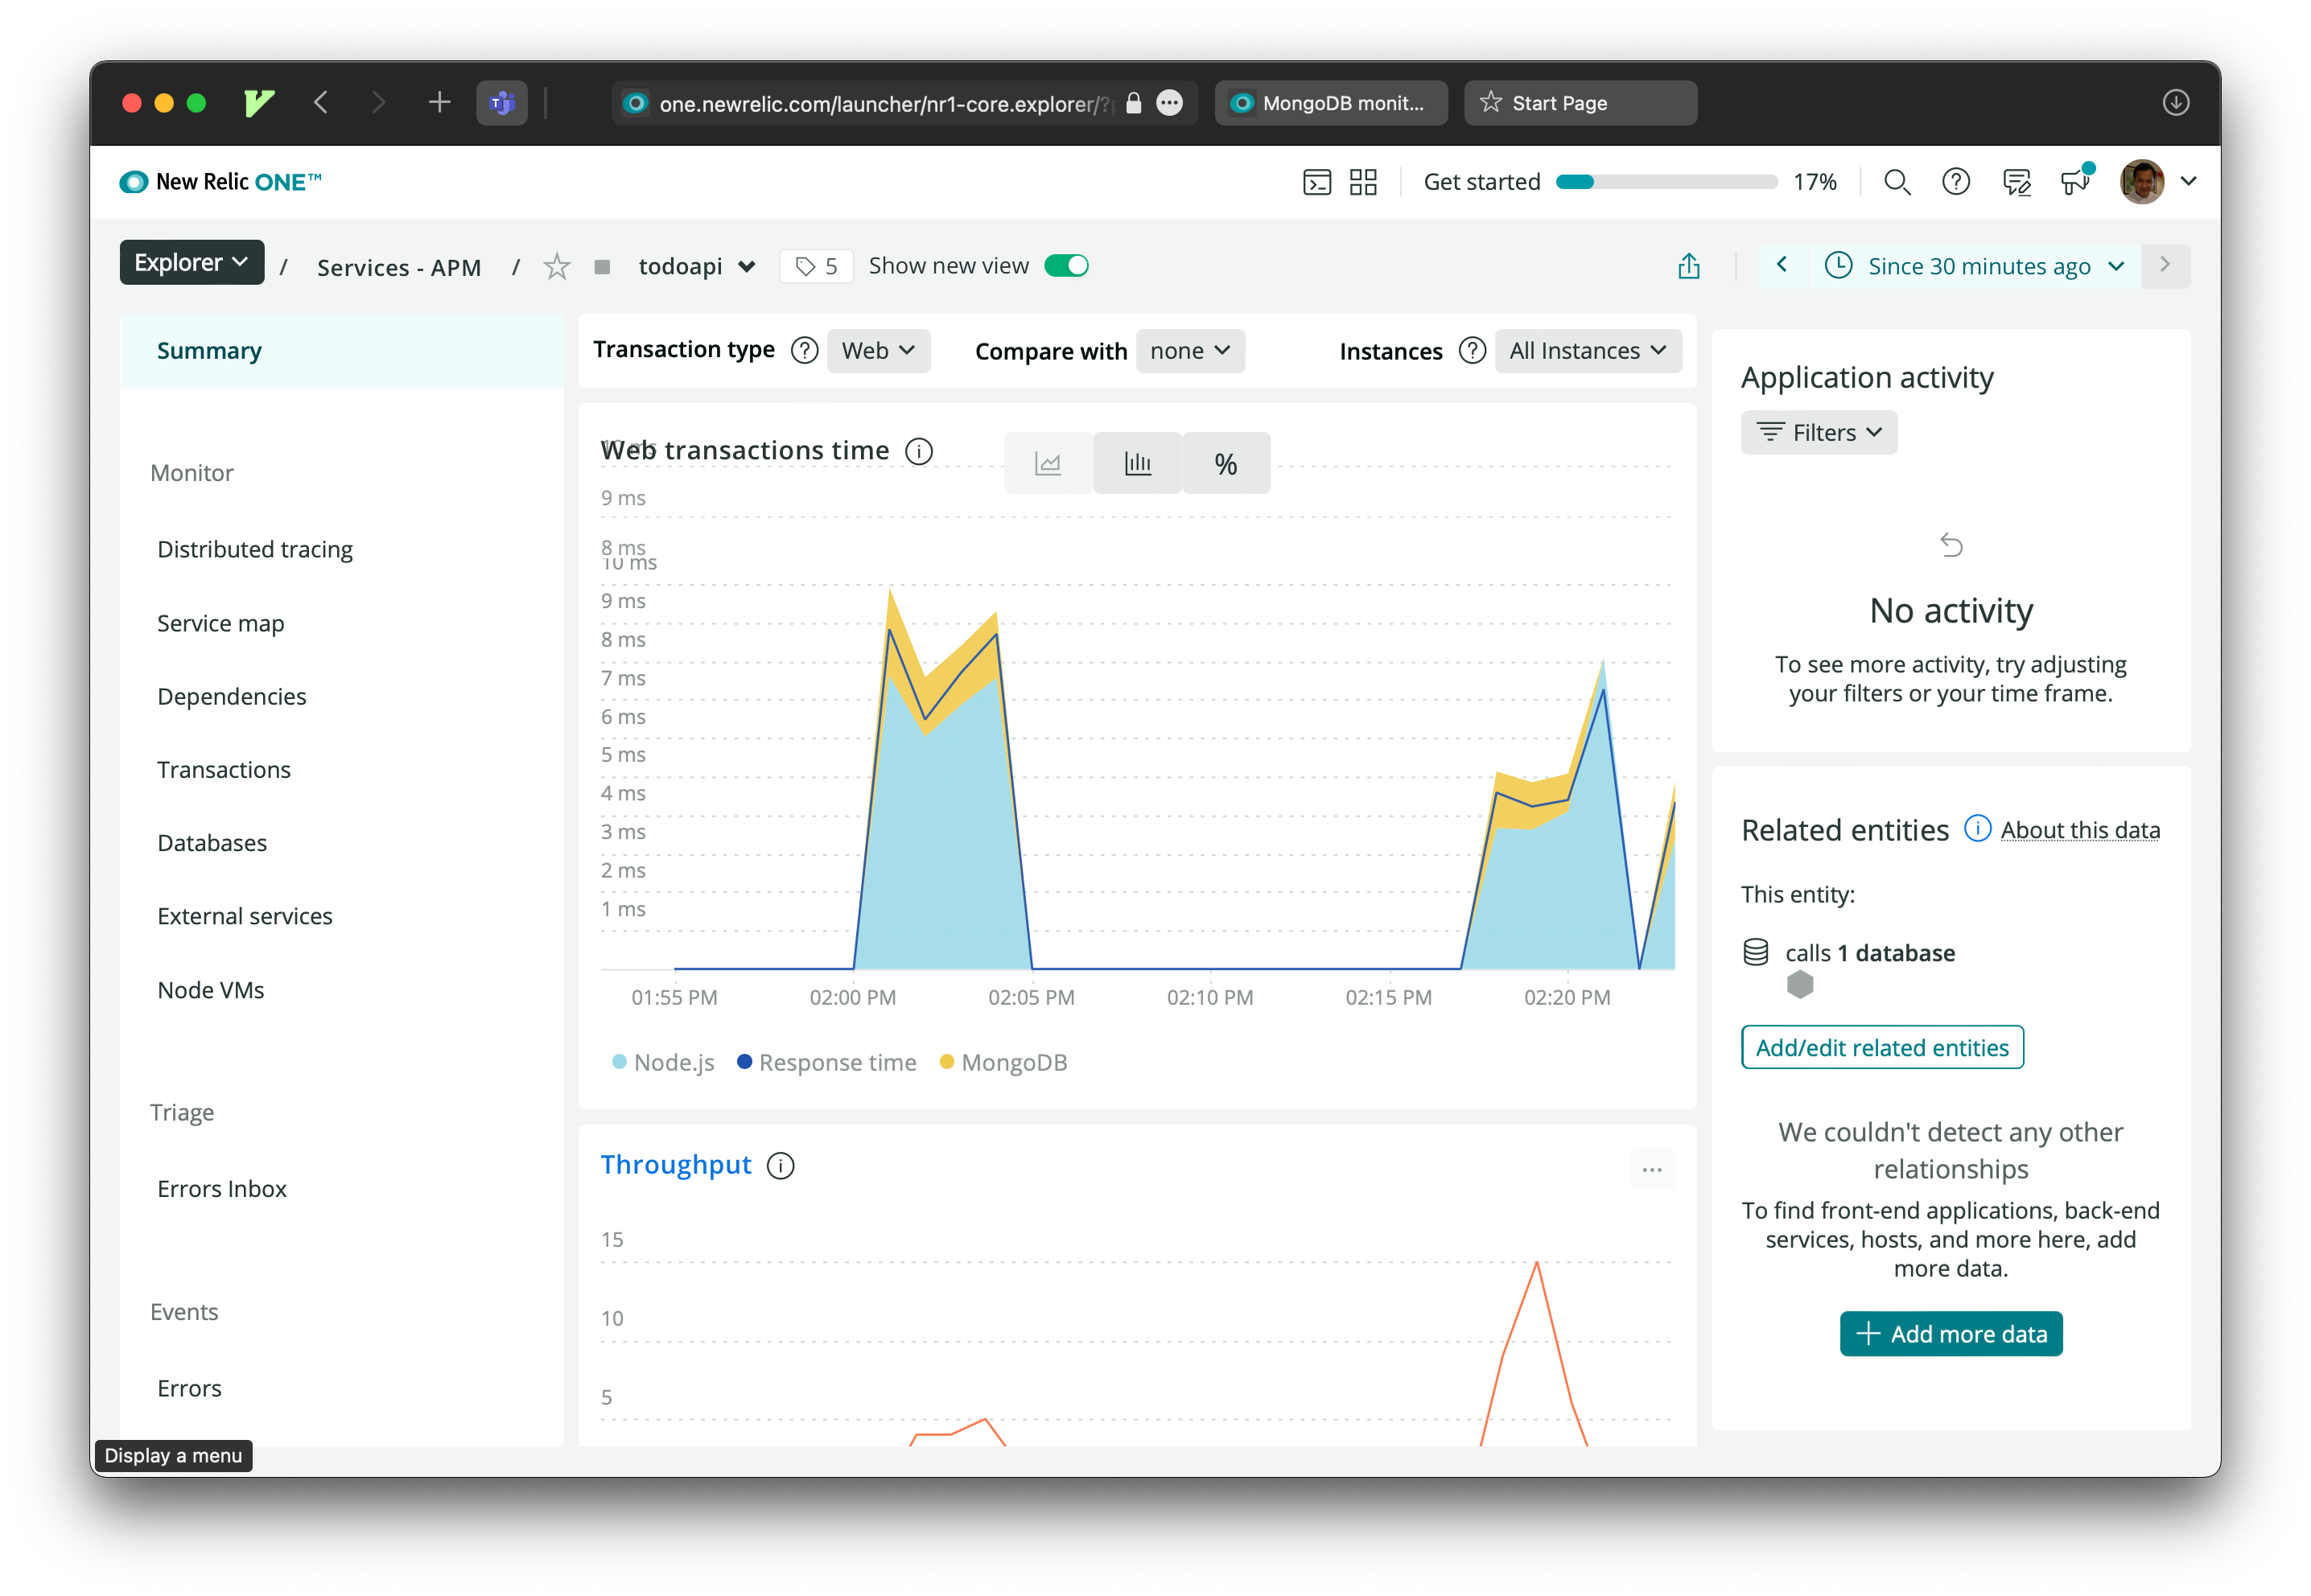 one.newrelic.com/launcher/nr1-core.explorer/?
MongoDB monit...
Start Page
New Relic ONE™
Get started
17%
Explorer / Services - APM / todoapi
5
Show new view
Since 30 minutes ago
Summary
Monitor
Distributed tracing
Service map
Dependencies
Transactions
Databases
External services
Node VMs
Triage
Errors Inbox
Events
Errors
Display a menu
Transaction type
Web
Compare with
none
Instances
All Instances
Web transactions time
%
10 ms
9 ms
8 ms
10 ms
9 ms
8 ms
7 ms
6 ms
5 ms
4 ms
3 ms
2 ms
1 ms
01:55 PM
02:00 PM
02:05 PM
02:10 PM
02:15 PM
02:20 PM
Node.js
Response time
MongoDB
Throughput
15
10
5
Application activity
Filters
No activity
To see more activity, try adjusting
your filters or your time frame.
Related entities
About this data
This entity:
calls 1 database
Add/edit related entities
We couldn't detect any other
relationships
To find front-end applications, back-end
services, hosts, and more here, add
more data.
Add more data